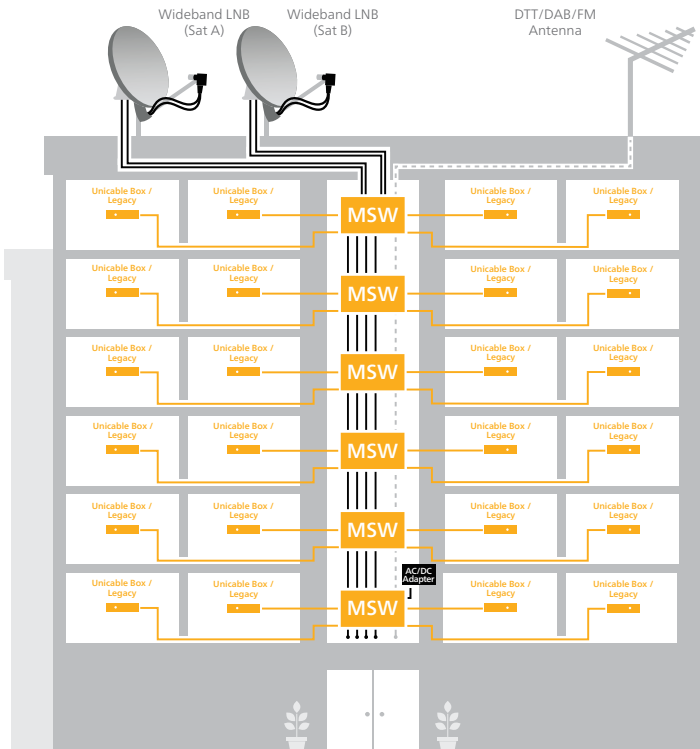 Wideband LNB
(Sat A)
Wideband LNB
(Sat B)
DTT/DAB/FM
Antenna
Unicable Box /
Legacy
Unicable Box /
Legacy
MSW
Unicable Box /
Legacy
Unicable Box /
Legacy
Unicable Box /
Legacy
Unicable Box /
Legacy
MSW
Unicable Box /
Legacy
Unicable Box /
Legacy
Unicable Box /
Legacy
Unicable Box /
Legacy
MSW
Unicable Box /
Legacy
Unicable Box /
Legacy
Unicable Box /
Legacy
Unicable Box /
Legacy
MSW
Unicable Box /
Legacy
Unicable Box /
Legacy
Unicable Box /
Legacy
Unicable Box /
Legacy
MSW
Unicable Box /
Legacy
Unicable Box /
Legacy
AC/DC
Adapter
Unicable Box /
Legacy
Unicable Box /
Legacy
MSW
Unicable Box /
Legacy
Unicable Box /
Legacy